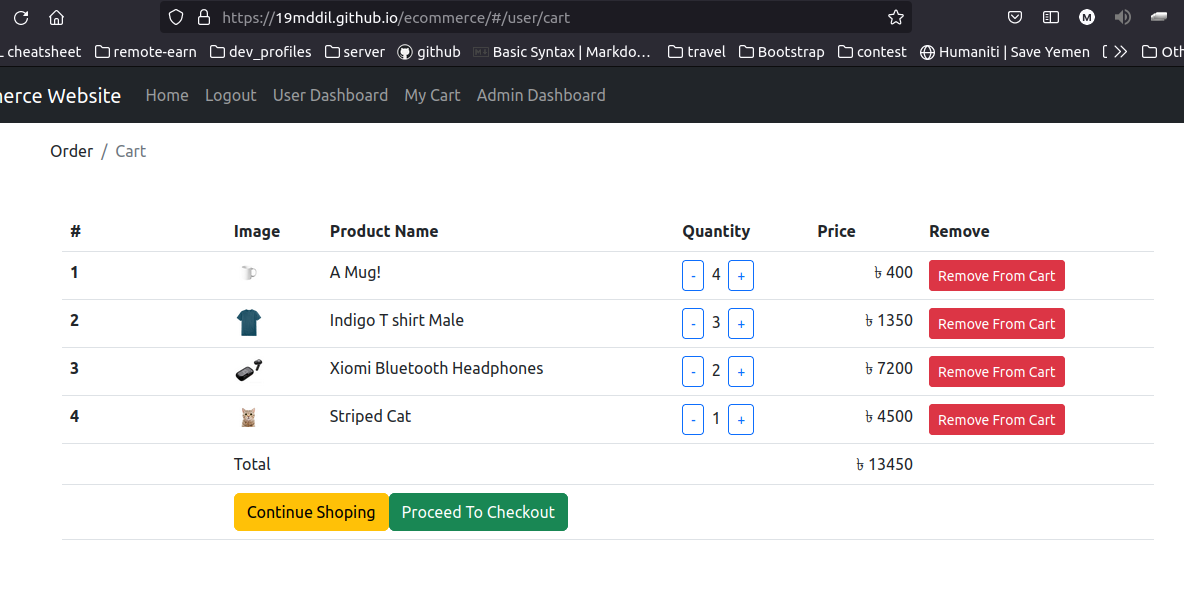 https://19mddil.github.io/ecommerce/#/user/cart
M
cheatsheet remote-earn dev_profiles server github Basic Syntax | Markdo… travel Bootstrap contest Humaniti | Save Yemen Oth
erce Website Home Logout User Dashboard My Cart Admin Dashboard
Order / Cart
# Image Product Name Quantity Price Remove
1 A Mug! - 4 + ৳ 400 Remove From Cart
2 Indigo T shirt Male - 3 + ৳ 1350 Remove From Cart
3 Xiomi Bluetooth Headphones - 2 + ৳ 7200 Remove From Cart
4 Striped Cat - 1 + ৳ 4500 Remove From Cart
Total ৳ 13450
Continue Shoping Proceed To Checkout